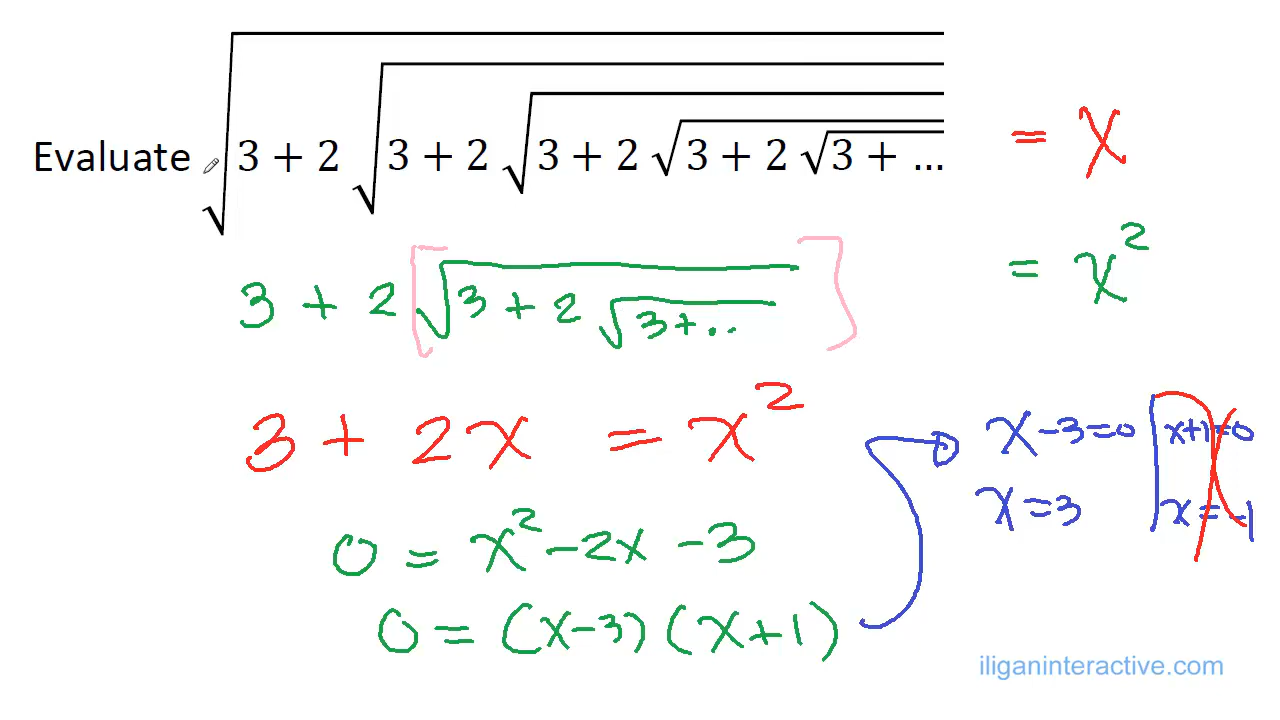 Evaluate √(3 + 2√(3 + 2√(3 + 2√(3 + 2√(3 + ... = x
3 + 2[√(3 + 2√(3 + ..] = x²
3 + 2x = x²
0 = x² - 2x - 3
0 = (x-3)(x+1)
x-3=0 | x+1=0
x=3 | x=-1
iliganinteractive.com